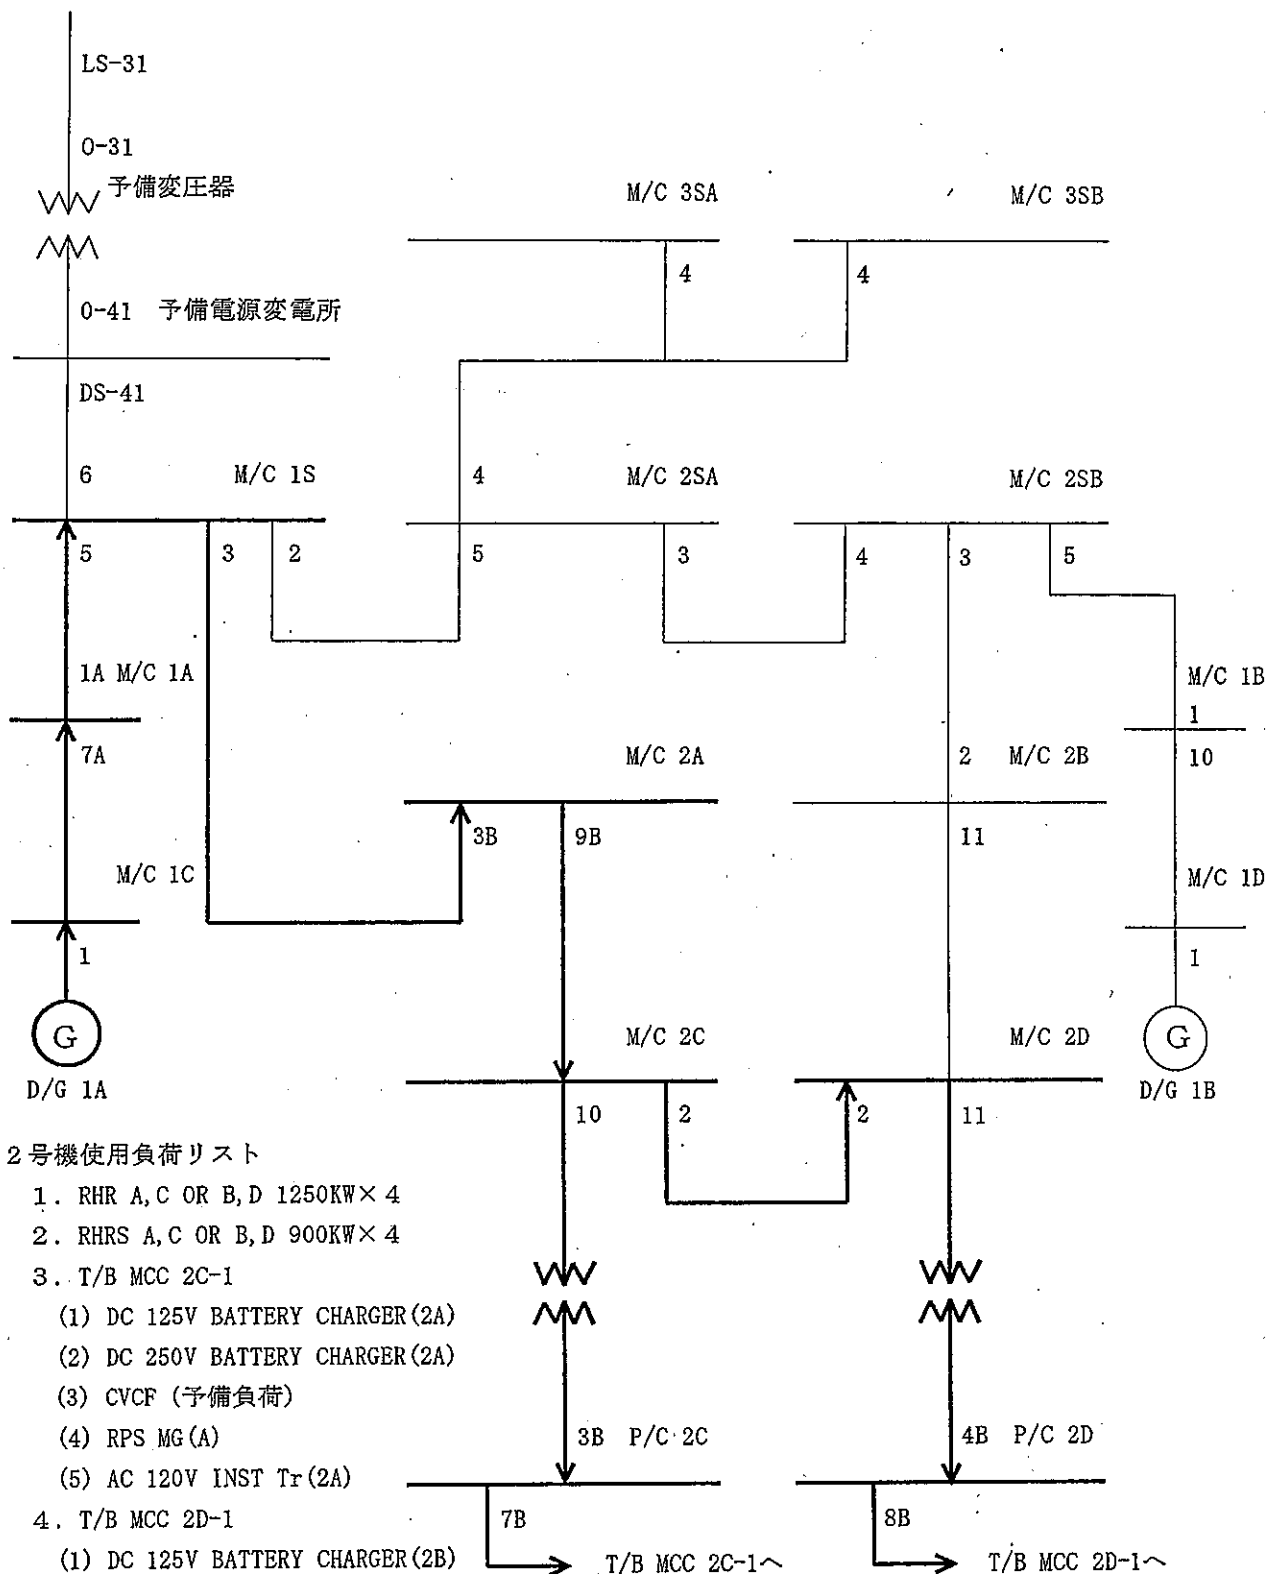 LS-31
0-31
予備変圧器
M/C 3SA
M/C 3SB
4
4
0-41 予備電源変電所
DS-41
6
M/C 1S
4
M/C 2SA
M/C 2SB
5
3
2
5
3
4
3
5
1A M/C 1A
M/C 1B
1
7A
M/C 2A
2 M/C 2B
10
3B
9B
11
M/C 1C
M/C 1D
1
1
G
M/C 2C
M/C 2D
G
D/G 1A
D/G 1B
10
2
2
11
2号機使用負荷リスト
1. RHR A,C OR B,D 1250KW×4
2. RHRS A,C OR B,D 900KW×4
3. T/B MCC 2C-1
(1) DC 125V BATTERY CHARGER(2A)
(2) DC 250V BATTERY CHARGER(2A)
(3) CVCF (予備負荷)
(4) RPS MG(A)
3B P/C 2C
4B P/C 2D
(5) AC 120V INST Tr(2A)
4. T/B MCC 2D-1
7B
8B
(1) DC 125V BATTERY CHARGER(2B)
T/B MCC 2C-1へ
T/B MCC 2D-1へ